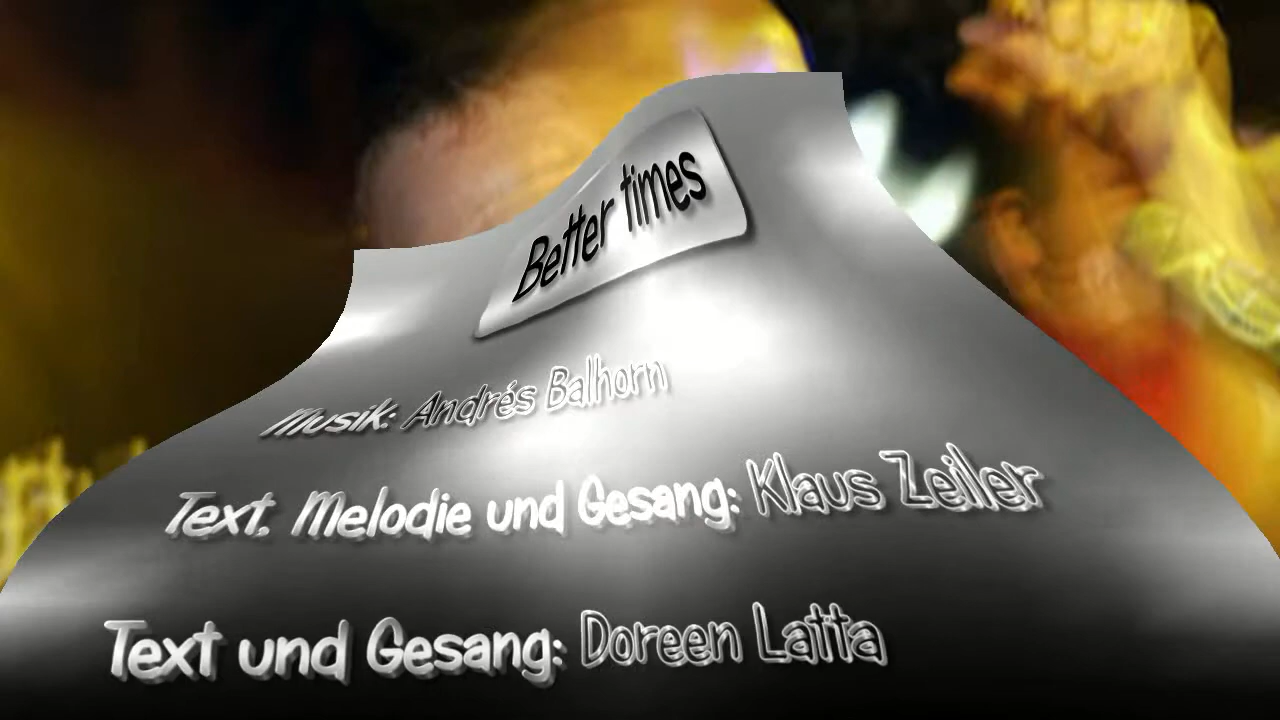 Better times
Musik: Andrés Balhorn
Text, Melodie und Gesang: Klaus Zeiler
Text und Gesang: Doreen Latta